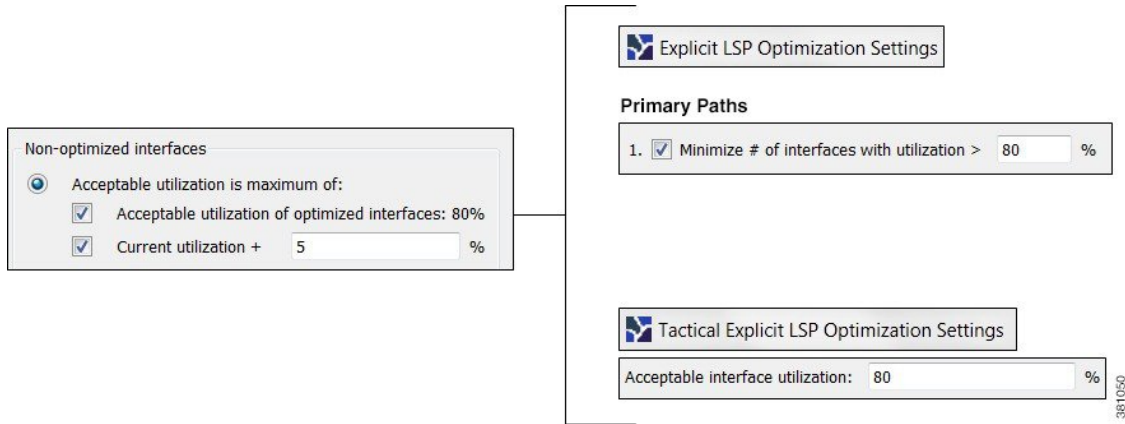 Non-optimized interfaces
Acceptable utilization is maximum of:
Acceptable utilization of optimized interfaces: 80%
Current utilization + 5 %
Explicit LSP Optimization Settings
Primary Paths
1. Minimize # of interfaces with utilization > 80 %
Tactical Explicit LSP Optimization Settings
Acceptable interface utilization: 80 %
381050